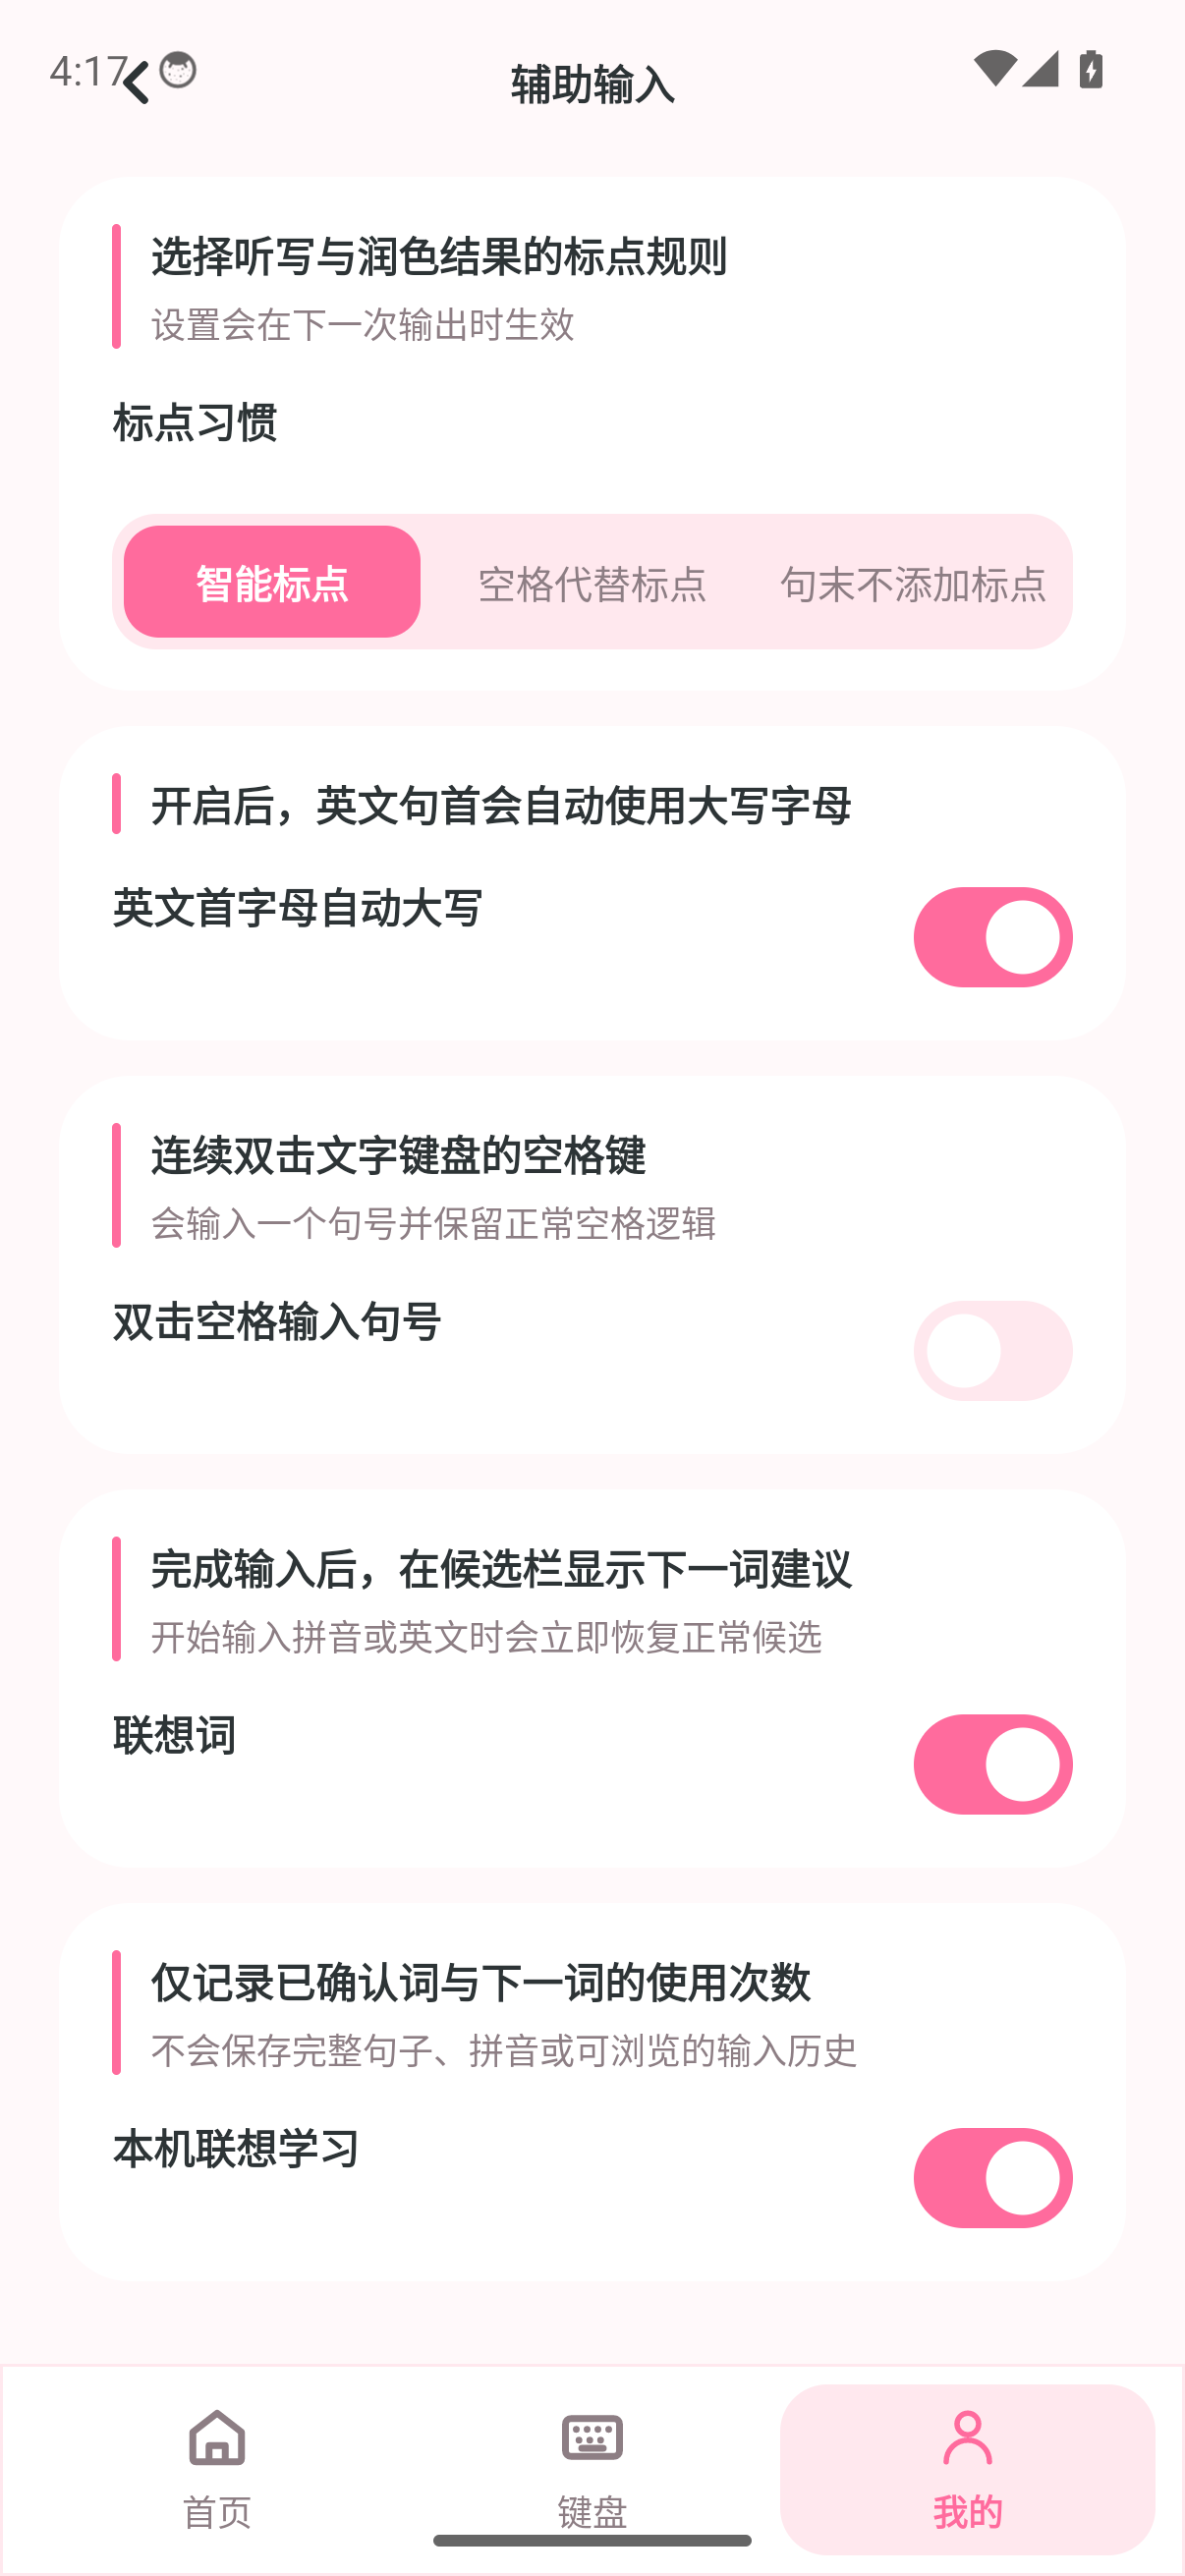 4:17
辅助输入
选择听写与润色结果的标点规则
设置会在下一次输出时生效
标点习惯
智能标点 空格代替标点 句末不添加标点
开启后，英文句首会自动使用大写字母
英文首字母自动大写
连续双击文字键盘的空格键
会输入一个句号并保留正常空格逻辑
双击空格输入句号
完成输入后，在候选栏显示下一词建议
开始输入拼音或英文时会立即恢复正常候选
联想词
仅记录已确认词与下一词的使用次数
不会保存完整句子、拼音或可浏览的输入历史
本机联想学习
首页 键盘 我的